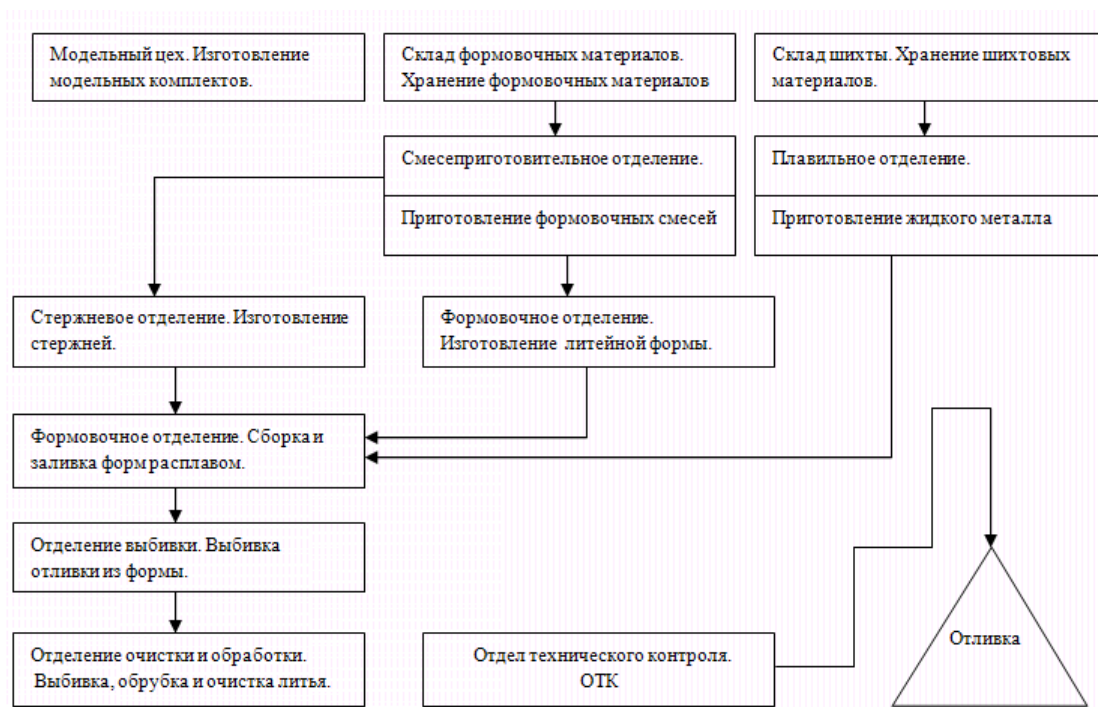 Модельный цех. Изготовление
модельных комплектов.
Склад формовочных материалов.
Хранение формовочных материалов
Склад шихты. Хранение шихтовых
материалов.
Смесеприготовительное отделение.
Плавильное отделение.
Приготовление формовочных смесей
Приготовление жидкого металла
Стержневое отделение. Изготовление
стержней.
Формовочное отделение.
Изготовление литейной формы.
Формовочное отделение. Сборка и
заливка форм расплавом.
Отделение выбивки. Выбивка
отливки из формы.
Отделение очистки и обработки.
Выбивка, обрубка и очистка литья.
Отдел технического контроля.
ОТК
Отливка